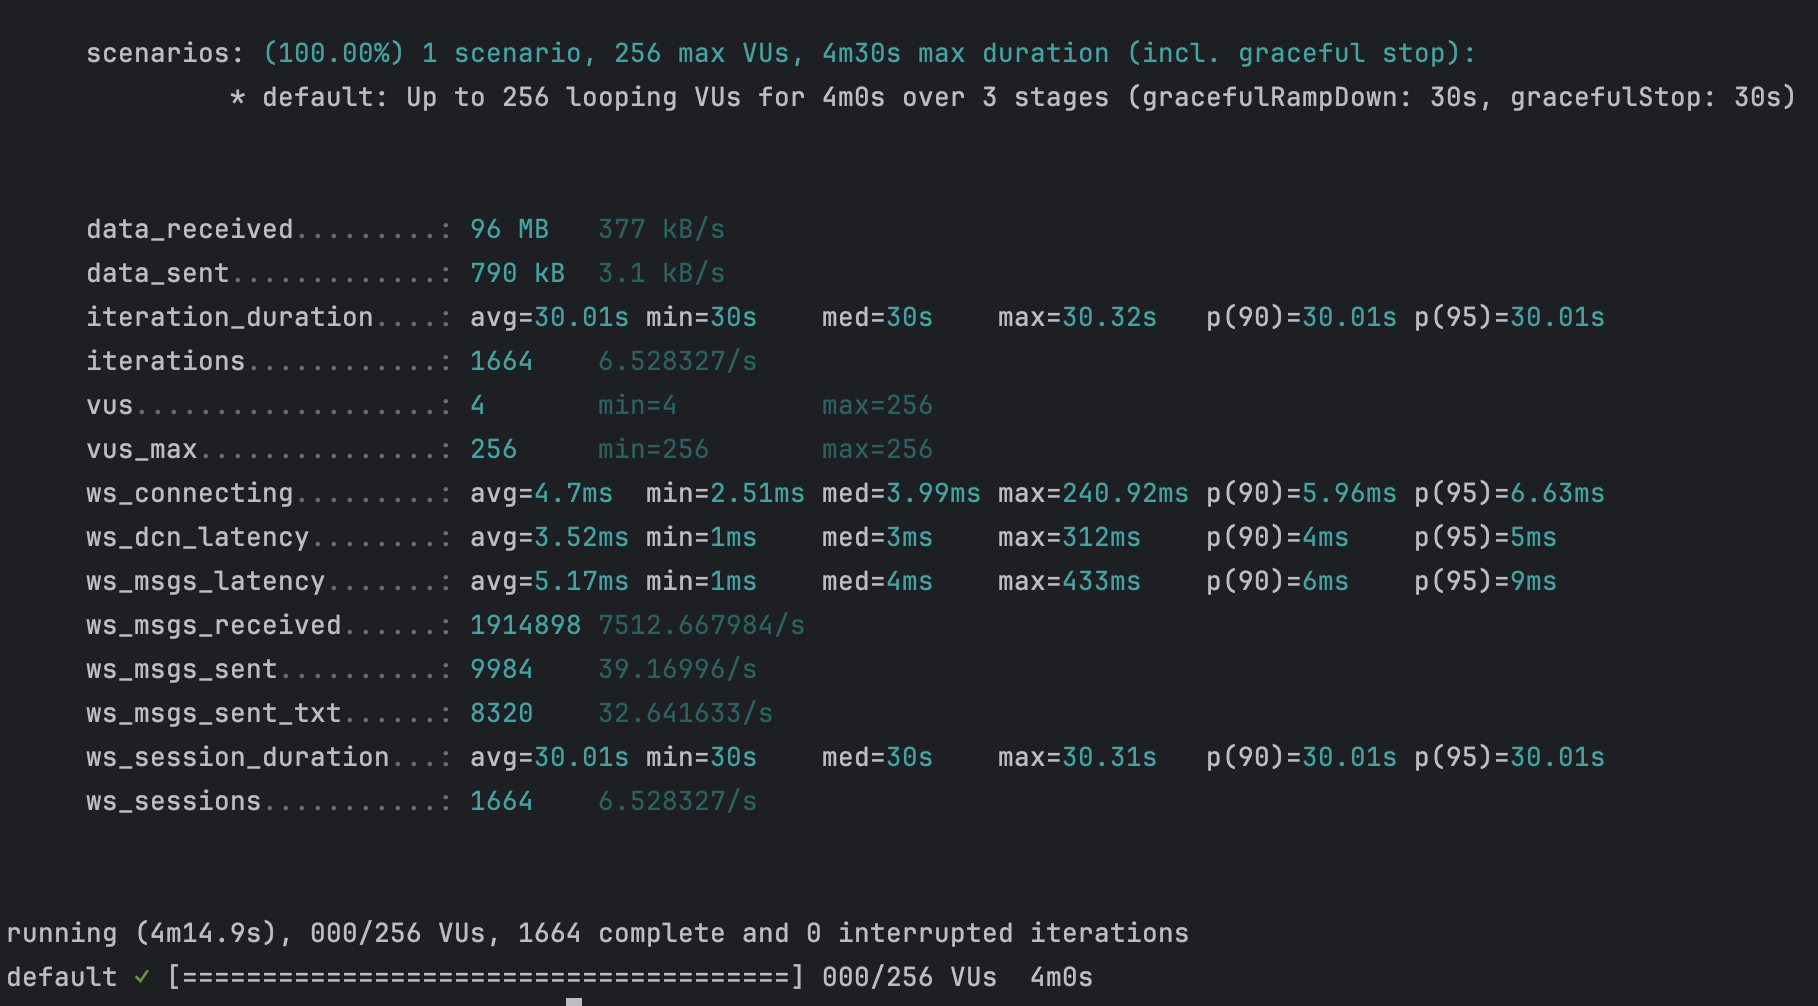 scenarios: (100.00%) 1 scenario, 256 max VUs, 4m30s max duration (incl. graceful stop):
* default: Up to 256 looping VUs for 4m0s over 3 stages (gracefulRampDown: 30s, gracefulStop: 30s)
data_received.........: 96 MB 377 kB/s
data_sent.............: 790 kB 3.1 kB/s
iteration_duration....: avg=30.01s min=30s med=30s max=30.32s p(90)=30.01s p(95)=30.01s
iterations............: 1664 6.528327/s
vus...................: 4 min=4 max=256
vus_max...............: 256 min=256 max=256
ws_connecting.........: avg=4.7ms min=2.51ms med=3.99ms max=240.92ms p(90)=5.96ms p(95)=6.63ms
ws_dcn_latency........: avg=3.52ms min=1ms med=3ms max=312ms p(90)=4ms p(95)=5ms
ws_msgs_latency.......: avg=5.17ms min=1ms med=4ms max=433ms p(90)=6ms p(95)=9ms
ws_msgs_received......: 1914898 7512.667984/s
ws_msgs_sent..........: 9984 39.16996/s
ws_msgs_sent_txt......: 8320 32.641633/s
ws_session_duration...: avg=30.01s min=30s med=30s max=30.31s p(90)=30.01s p(95)=30.01s
ws_sessions...........: 1664 6.528327/s
running (4m14.9s), 000/256 VUs, 1664 complete and 0 interrupted iterations
default ✓ [======================================] 000/256 VUs 4m0s